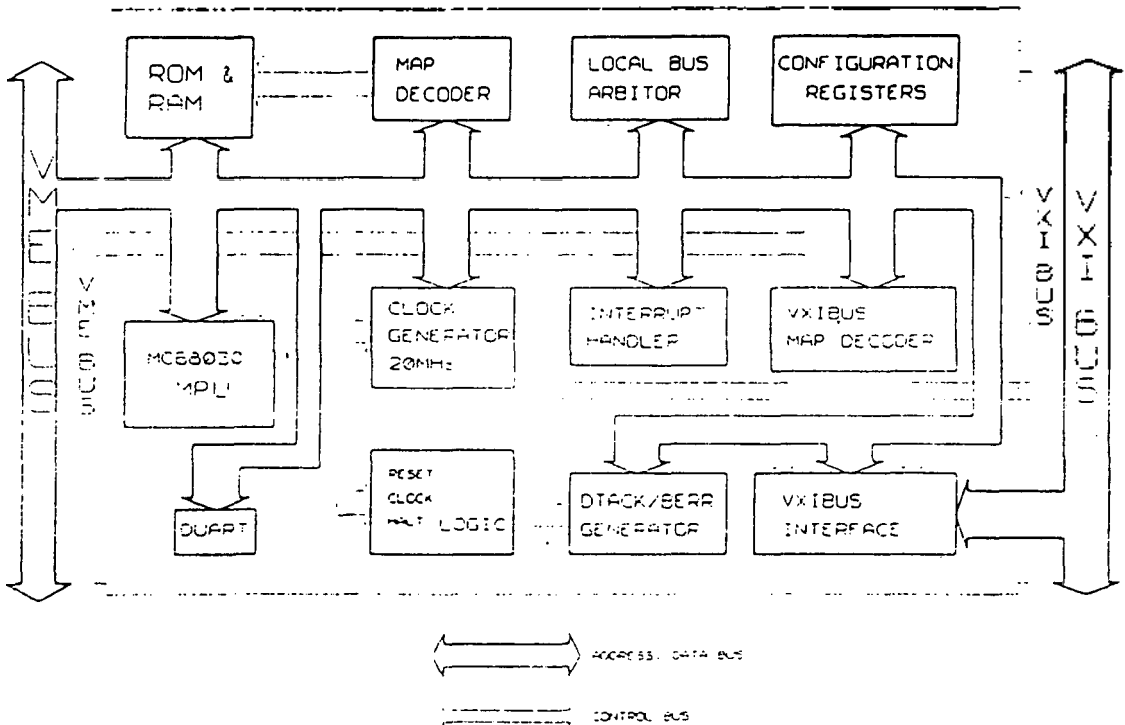 ROM &
RAM
MAP
DECODER
LOCAL BUS
ARBITOR
CONFIGURATION
REGISTERS
VME BUS
VME BUS
VXI BUS
VXI BUS
MC68030
MPU
CLOCK
GENERATOR
20MHz
INTERRUPT
HANDLER
VXIBUS
MAP DECODER
DUART
RESET
CLOCK
HALT LOGIC
DTACK/BERR
GENERATOR
VXIBUS
INTERFACE
ADDRESS, DATA BUS
CONTROL BUS